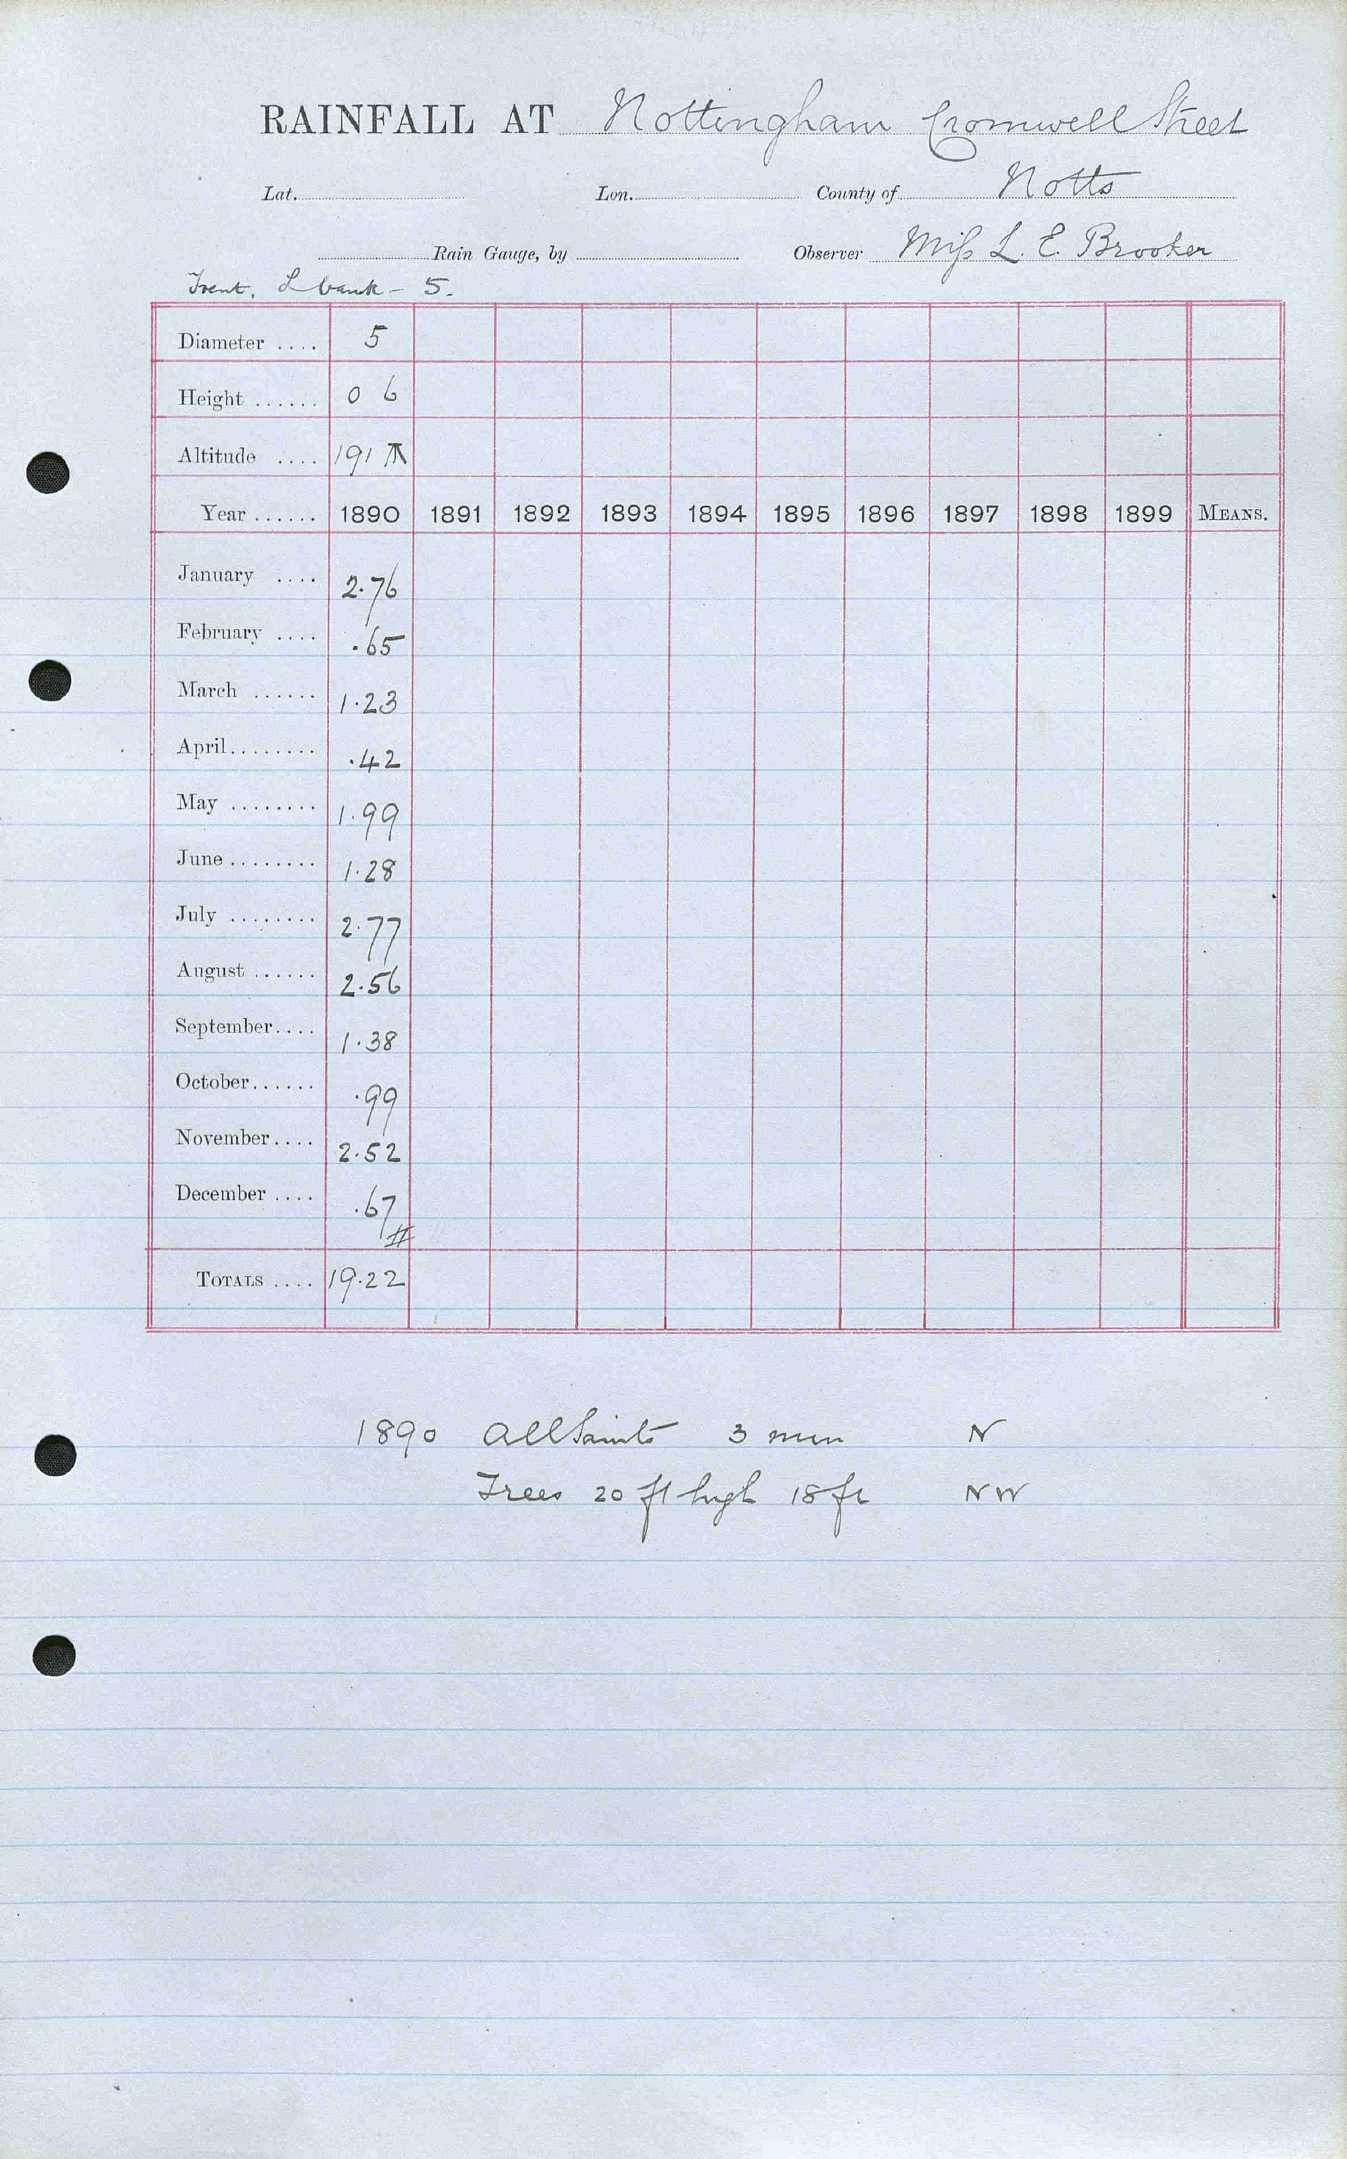 RAINFALL AT Nottingham Cromwell Street
Lat. Lon. County of Notts
Rain Gauge, by Observer Miss L. E. Brooker
Trent. L bank - 5.
Diameter .... 5
Height ...... 0 6
Altitude .... 191
Year ...... 1890 1891 1892 1893 1894 1895 1896 1897 1898 1899 MEANS.
January .... 2.76
February .... .65
March ...... 1.23
April........ .42
May ........ 1.99
June ........ 1.28
July ........ 2.77
August ...... 2.56
September.... 1.38
October...... .99
November.... 2.52
December .... .67
#
TOTALS .... 19.22
1890 All Saints 3 min N
Trees 20 ft high 18 ft NW